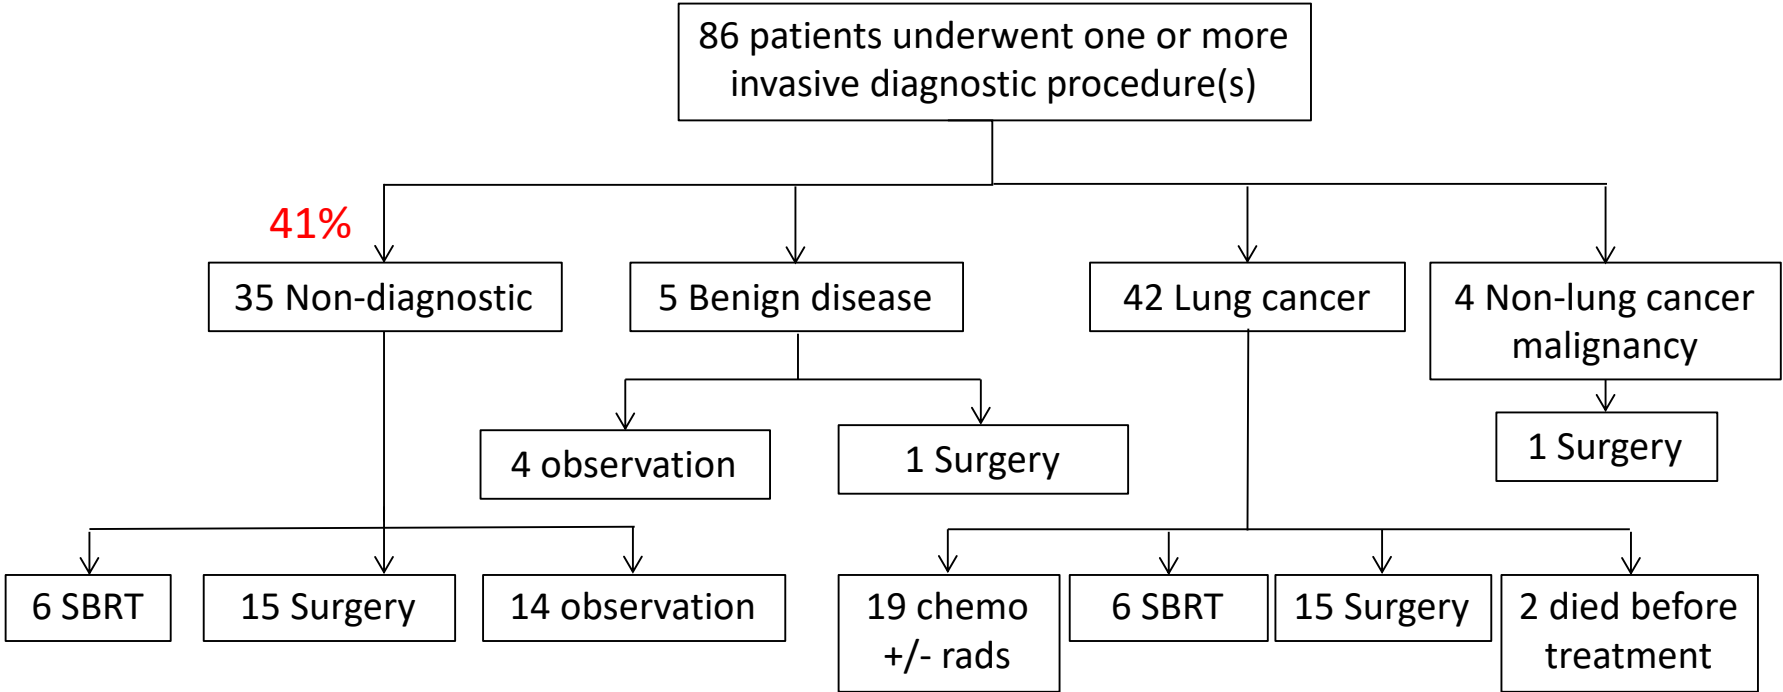 86 patients underwent one or more
invasive diagnostic procedure(s)
41%
35 Non-diagnostic
5 Benign disease
42 Lung cancer
4 Non-lung cancer
malignancy
4 observation
1 Surgery
1 Surgery
6 SBRT
15 Surgery
14 observation
19 chemo
+/- rads
6 SBRT
15 Surgery
2 died before
treatment